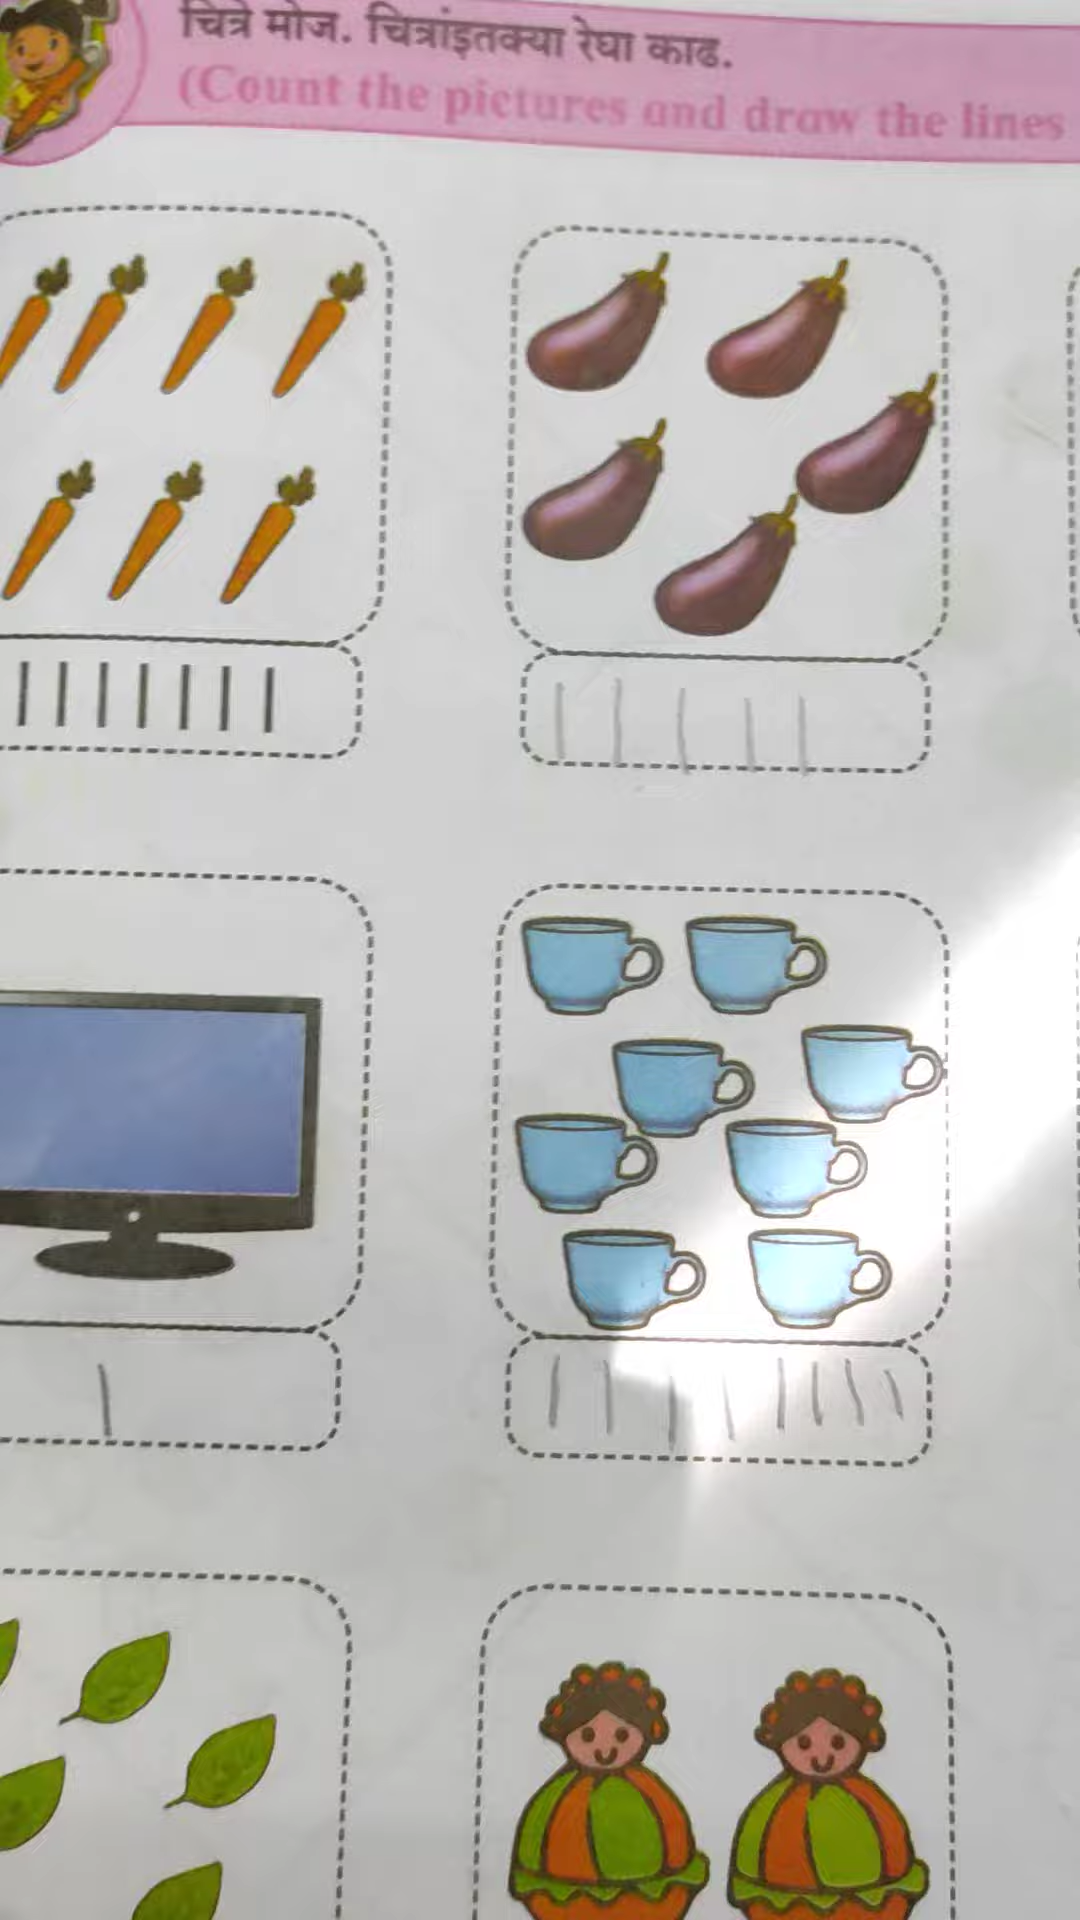 चित्रे मोज. चित्रांइतक्या रेघा काढ.
(Count the pictures and draw the lines